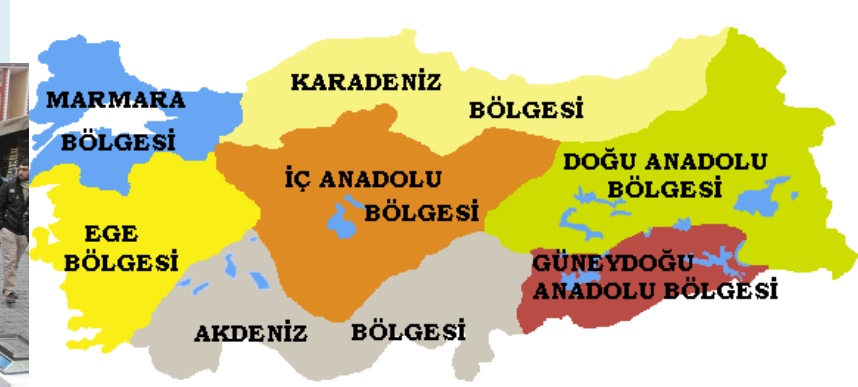 KARADENİZ
BÖLGESİ
MARMARA
BÖLGESİ
DOĞU ANADOLU
BÖLGESİ
İÇ ANADOLU
BÖLGESİ
EGE
BÖLGESİ
GÜNEYDOĞU
ANADOLU BÖLGESİ
AKDENİZ BÖLGESİ